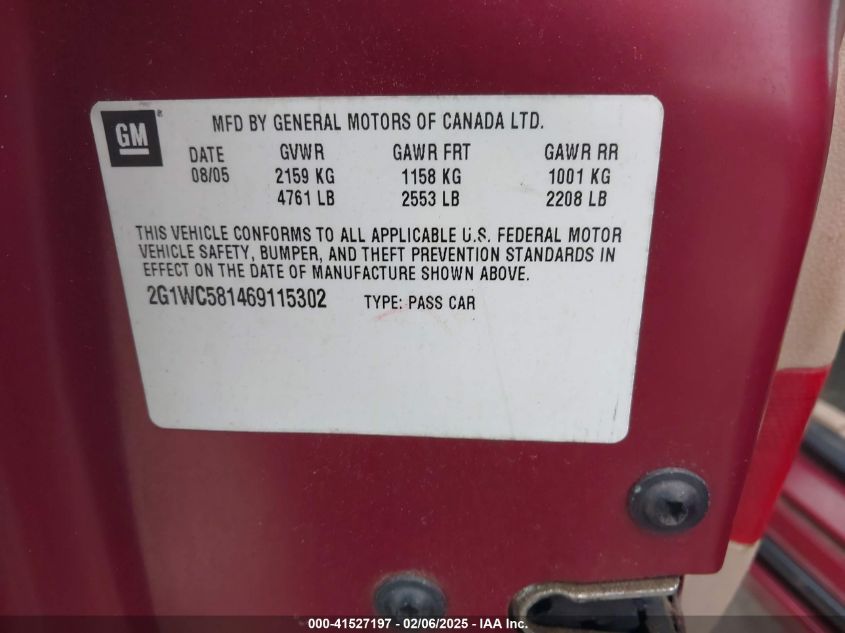 GM
MFD BY GENERAL MOTORS OF CANADA LTD.
DATE GVWR GAWR FRT GAWR RR
08/05 2159 KG 1158 KG 1001 KG
4761 LB 2553 LB 2208 LB
THIS VEHICLE CONFORMS TO ALL APPLICABLE U.S. FEDERAL MOTOR
VEHICLE SAFETY, BUMPER, AND THEFT PREVENTION STANDARDS IN
EFFECT ON THE DATE OF MANUFACTURE SHOWN ABOVE.
2G1WC581469115302 TYPE: PASS CAR
000-41527197 - 02/06/2025 - IAA Inc.